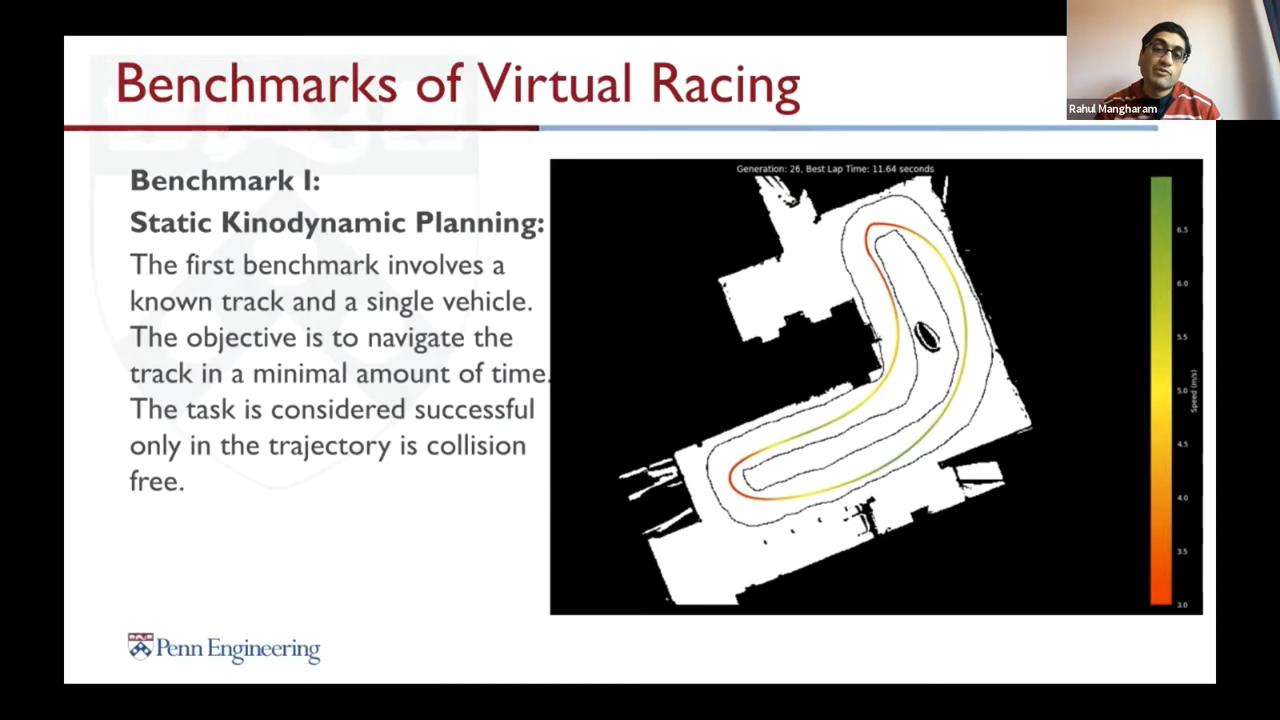 Benchmarks of Virtual Racing
Rahul Mangharam
Benchmark I:
Static Kinodynamic Planning:
The first benchmark involves a
known track and a single vehicle.
The objective is to navigate the
track in a minimal amount of time.
The task is considered successful
only in the trajectory is collision
free.
Generation: 26, Best Lap Time: 11.64 seconds
6.5
6.0
5.5
5.0
4.5
4.0
3.5
3.0
Speed (m/s)
Penn Engineering